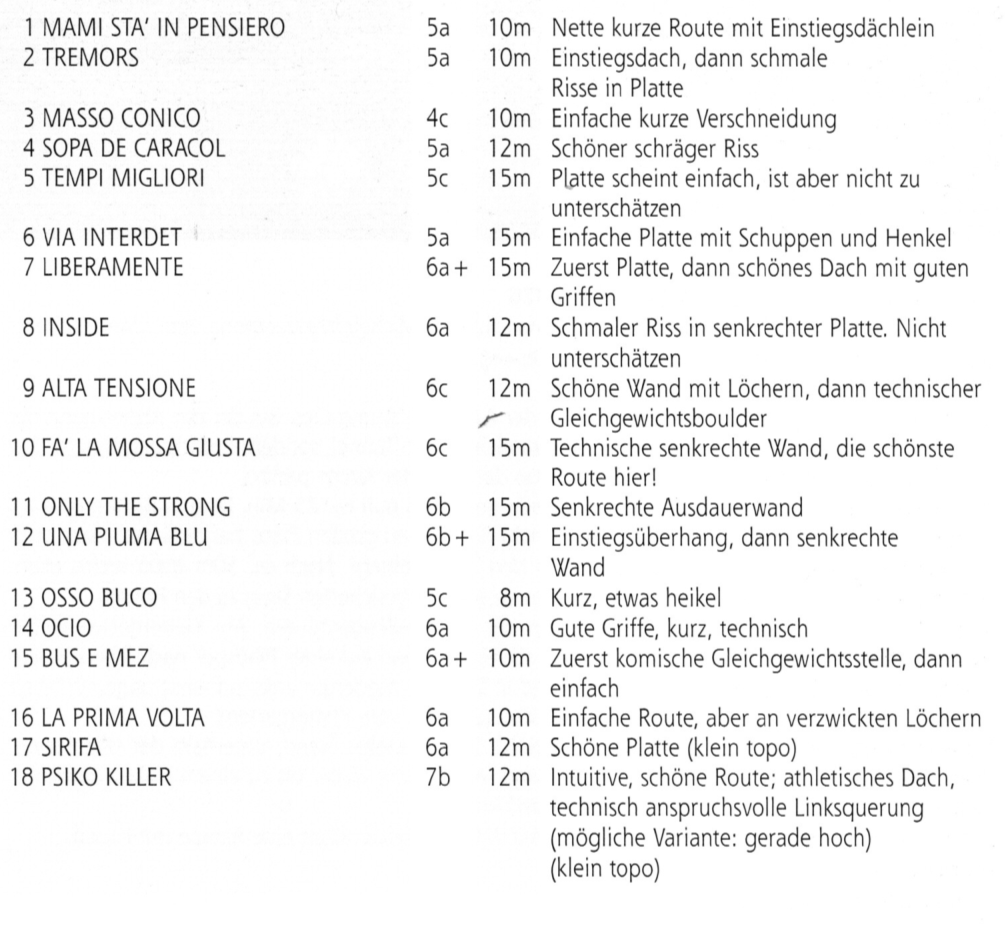 1 MAMI STA’ IN PENSIERO 5a 10m Nette kurze Route mit Einstiegsdächlein
2 TREMORS 5a 10m Einstiegsdach, dann schmale
Risse in Platte
3 MASSO CONICO 4c 10m Einfache kurze Verschneidung
4 SOPA DE CARACOL 5a 12m Schöner schräger Riss
5 TEMPI MIGLIORI 5c 15m Platte scheint einfach, ist aber nicht zu
unterschätzen
6 VIA INTERDET 5a 15m Einfache Platte mit Schuppen und Henkel
7 LIBERAMENTE 6a+ 15m Zuerst Platte, dann schönes Dach mit guten
Griffen
8 INSIDE 6a 12m Schmaler Riss in senkrechter Platte. Nicht
unterschätzen
9 ALTA TENSIONE 6c 12m Schöne Wand mit Löchern, dann technischer
Gleichgewichtsboulder
10 FA’ LA MOSSA GIUSTA 6c 15m Technische senkrechte Wand, die schönste
Route hier!
11 ONLY THE STRONG 6b 15m Senkrechte Ausdauerwand
12 UNA PIUMA BLU 6b+ 15m Einstiegsüberhang, dann senkrechte
Wand
13 OSSO BUCO 5c 8m Kurz, etwas heikel
14 OCIO 6a 10m Gute Griffe, kurz, technisch
15 BUS E MEZ 6a+ 10m Zuerst komische Gleichgewichtsstelle, dann
einfach
16 LA PRIMA VOLTA 6a 10m Einfache Route, aber an verzwickten Löchern
17 SIRIFA 6a 12m Schöne Platte (klein topo)
18 PSIKO KILLER 7b 12m Intuitive, schöne Route; athletisches Dach,
technisch anspruchsvolle Linksquerung
(mögliche Variante: gerade hoch)
(klein topo)